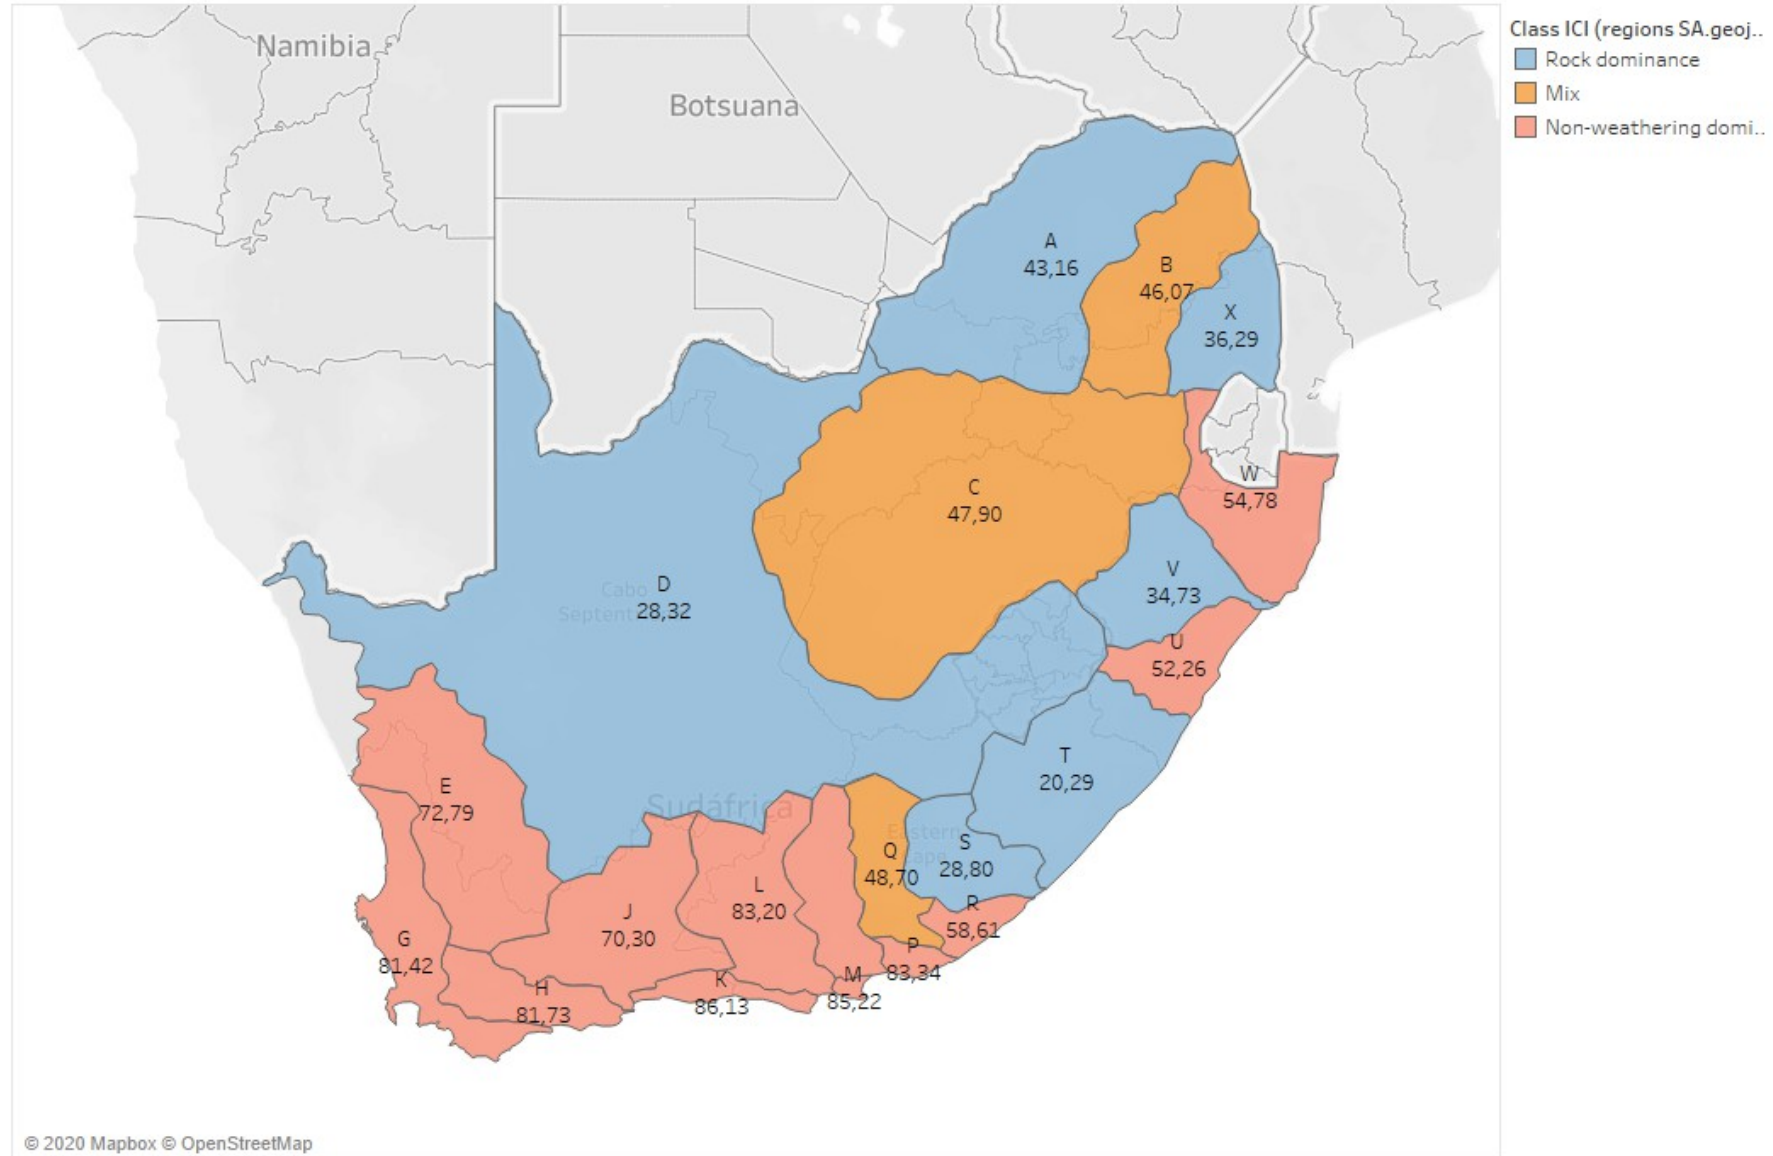 Class ICI (regions SA.geoj..
Rock dominance
Mix
Non-weathering domi..
Namibia
Botsuana
A
43,16
B
46,07
X
36,29
W
54,78
C
47,90
V
34,73
D
28,32
Cabo
U
52,26
T
20,29
E
72,79
Sudáfrica
Eastern
Cape
Q
48,70
S
28,80
L
83,20
R
58,61
J
70,30
G
81,42
P
83,34
M
85,22
K
86,13
H
81,73
© 2020 Mapbox © OpenStreetMap